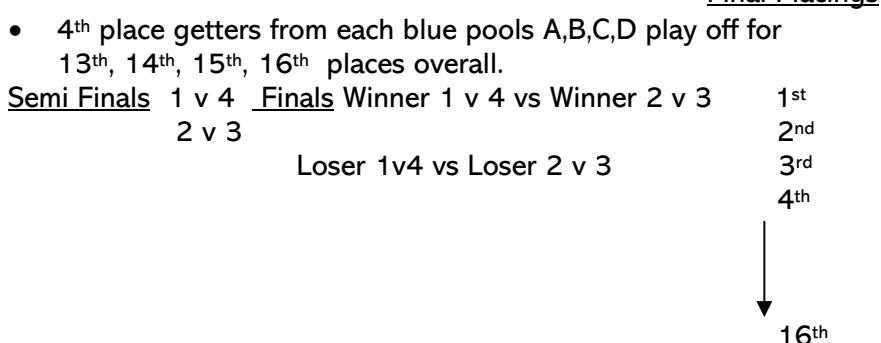 • 4th place getters from each blue pools A,B,C,D play off for
13th, 14th, 15th, 16th places overall.
Semi Finals 1 v 4 Finals Winner 1 v 4 vs Winner 2 v 3 1st
2 v 3 2nd
Loser 1v4 vs Loser 2 v 3 3rd
4th
16th